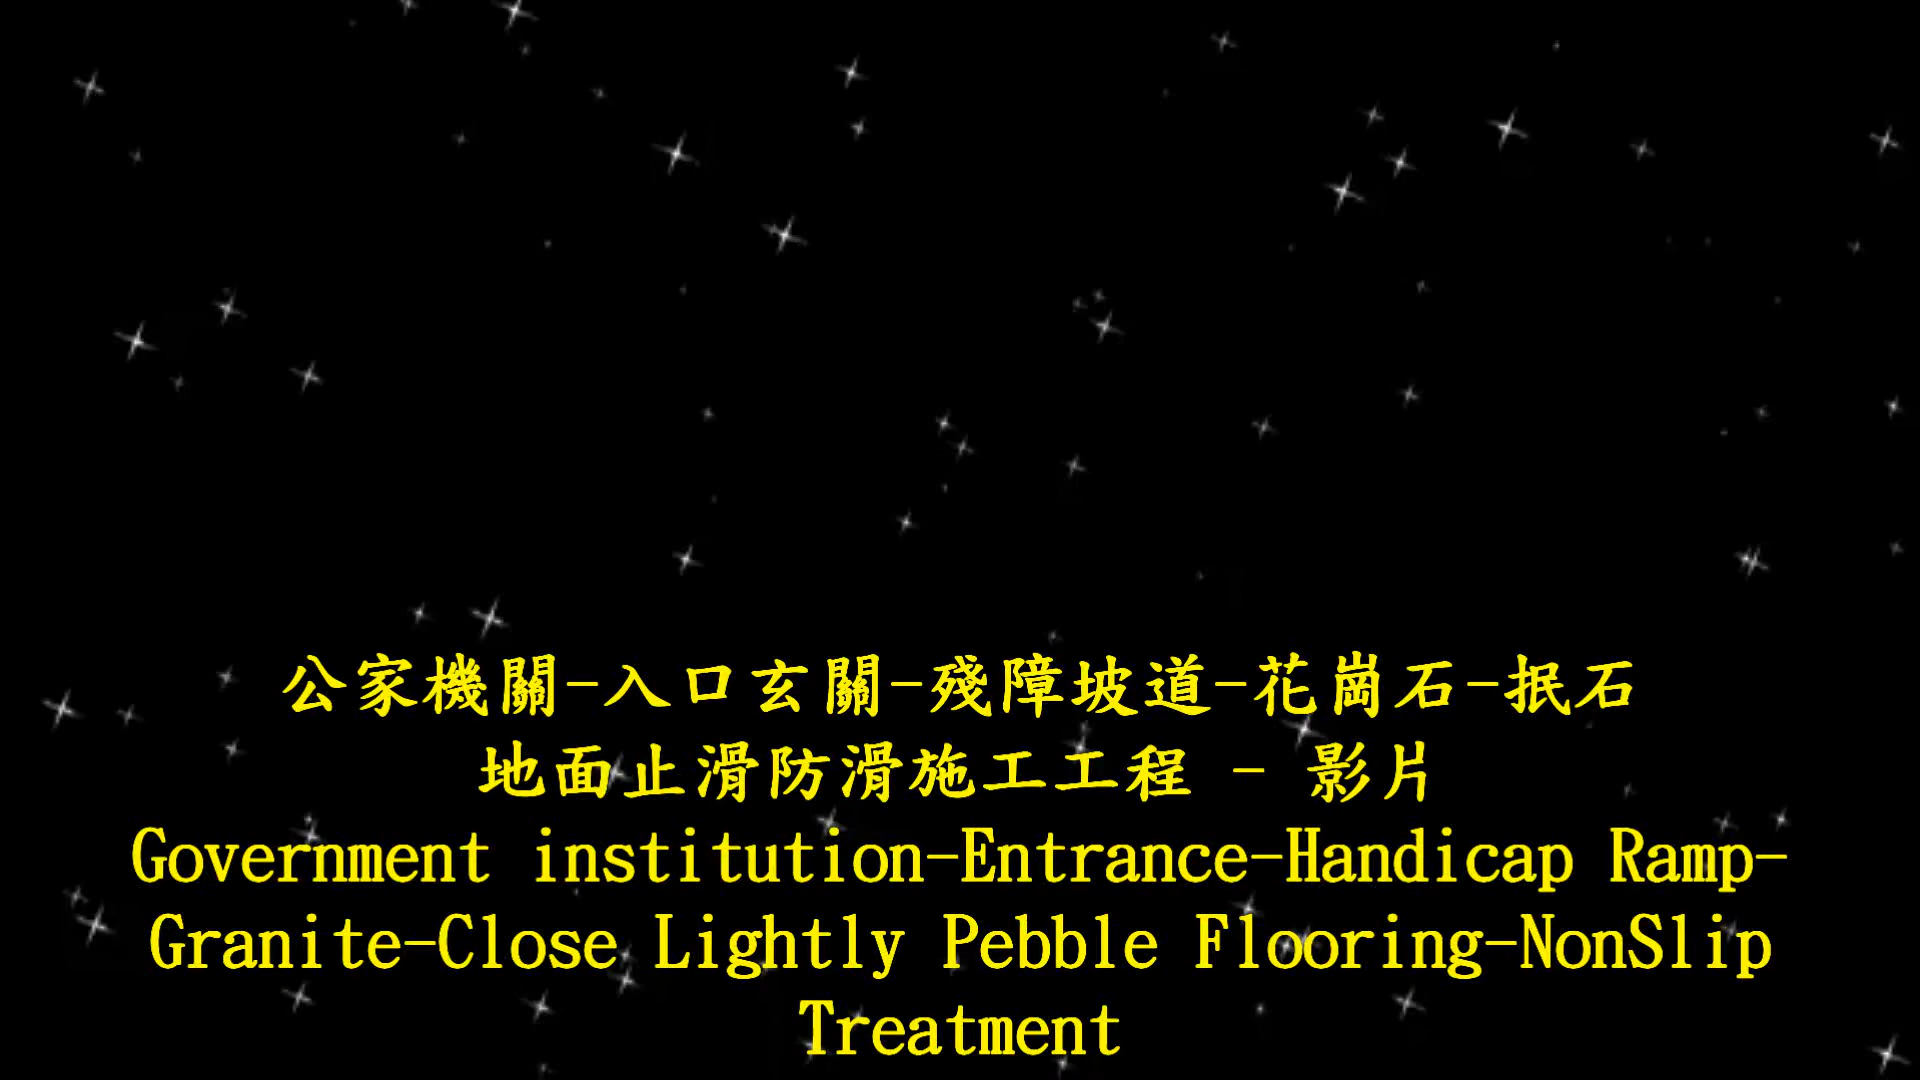 公家機關-入口玄關-殘障坡道-花崗石-抿石
地面止滑防滑施工工程 - 影片
Government institution-Entrance-Handicap Ramp-
Granite-Close Lightly Pebble Flooring-NonSlip
Treatment